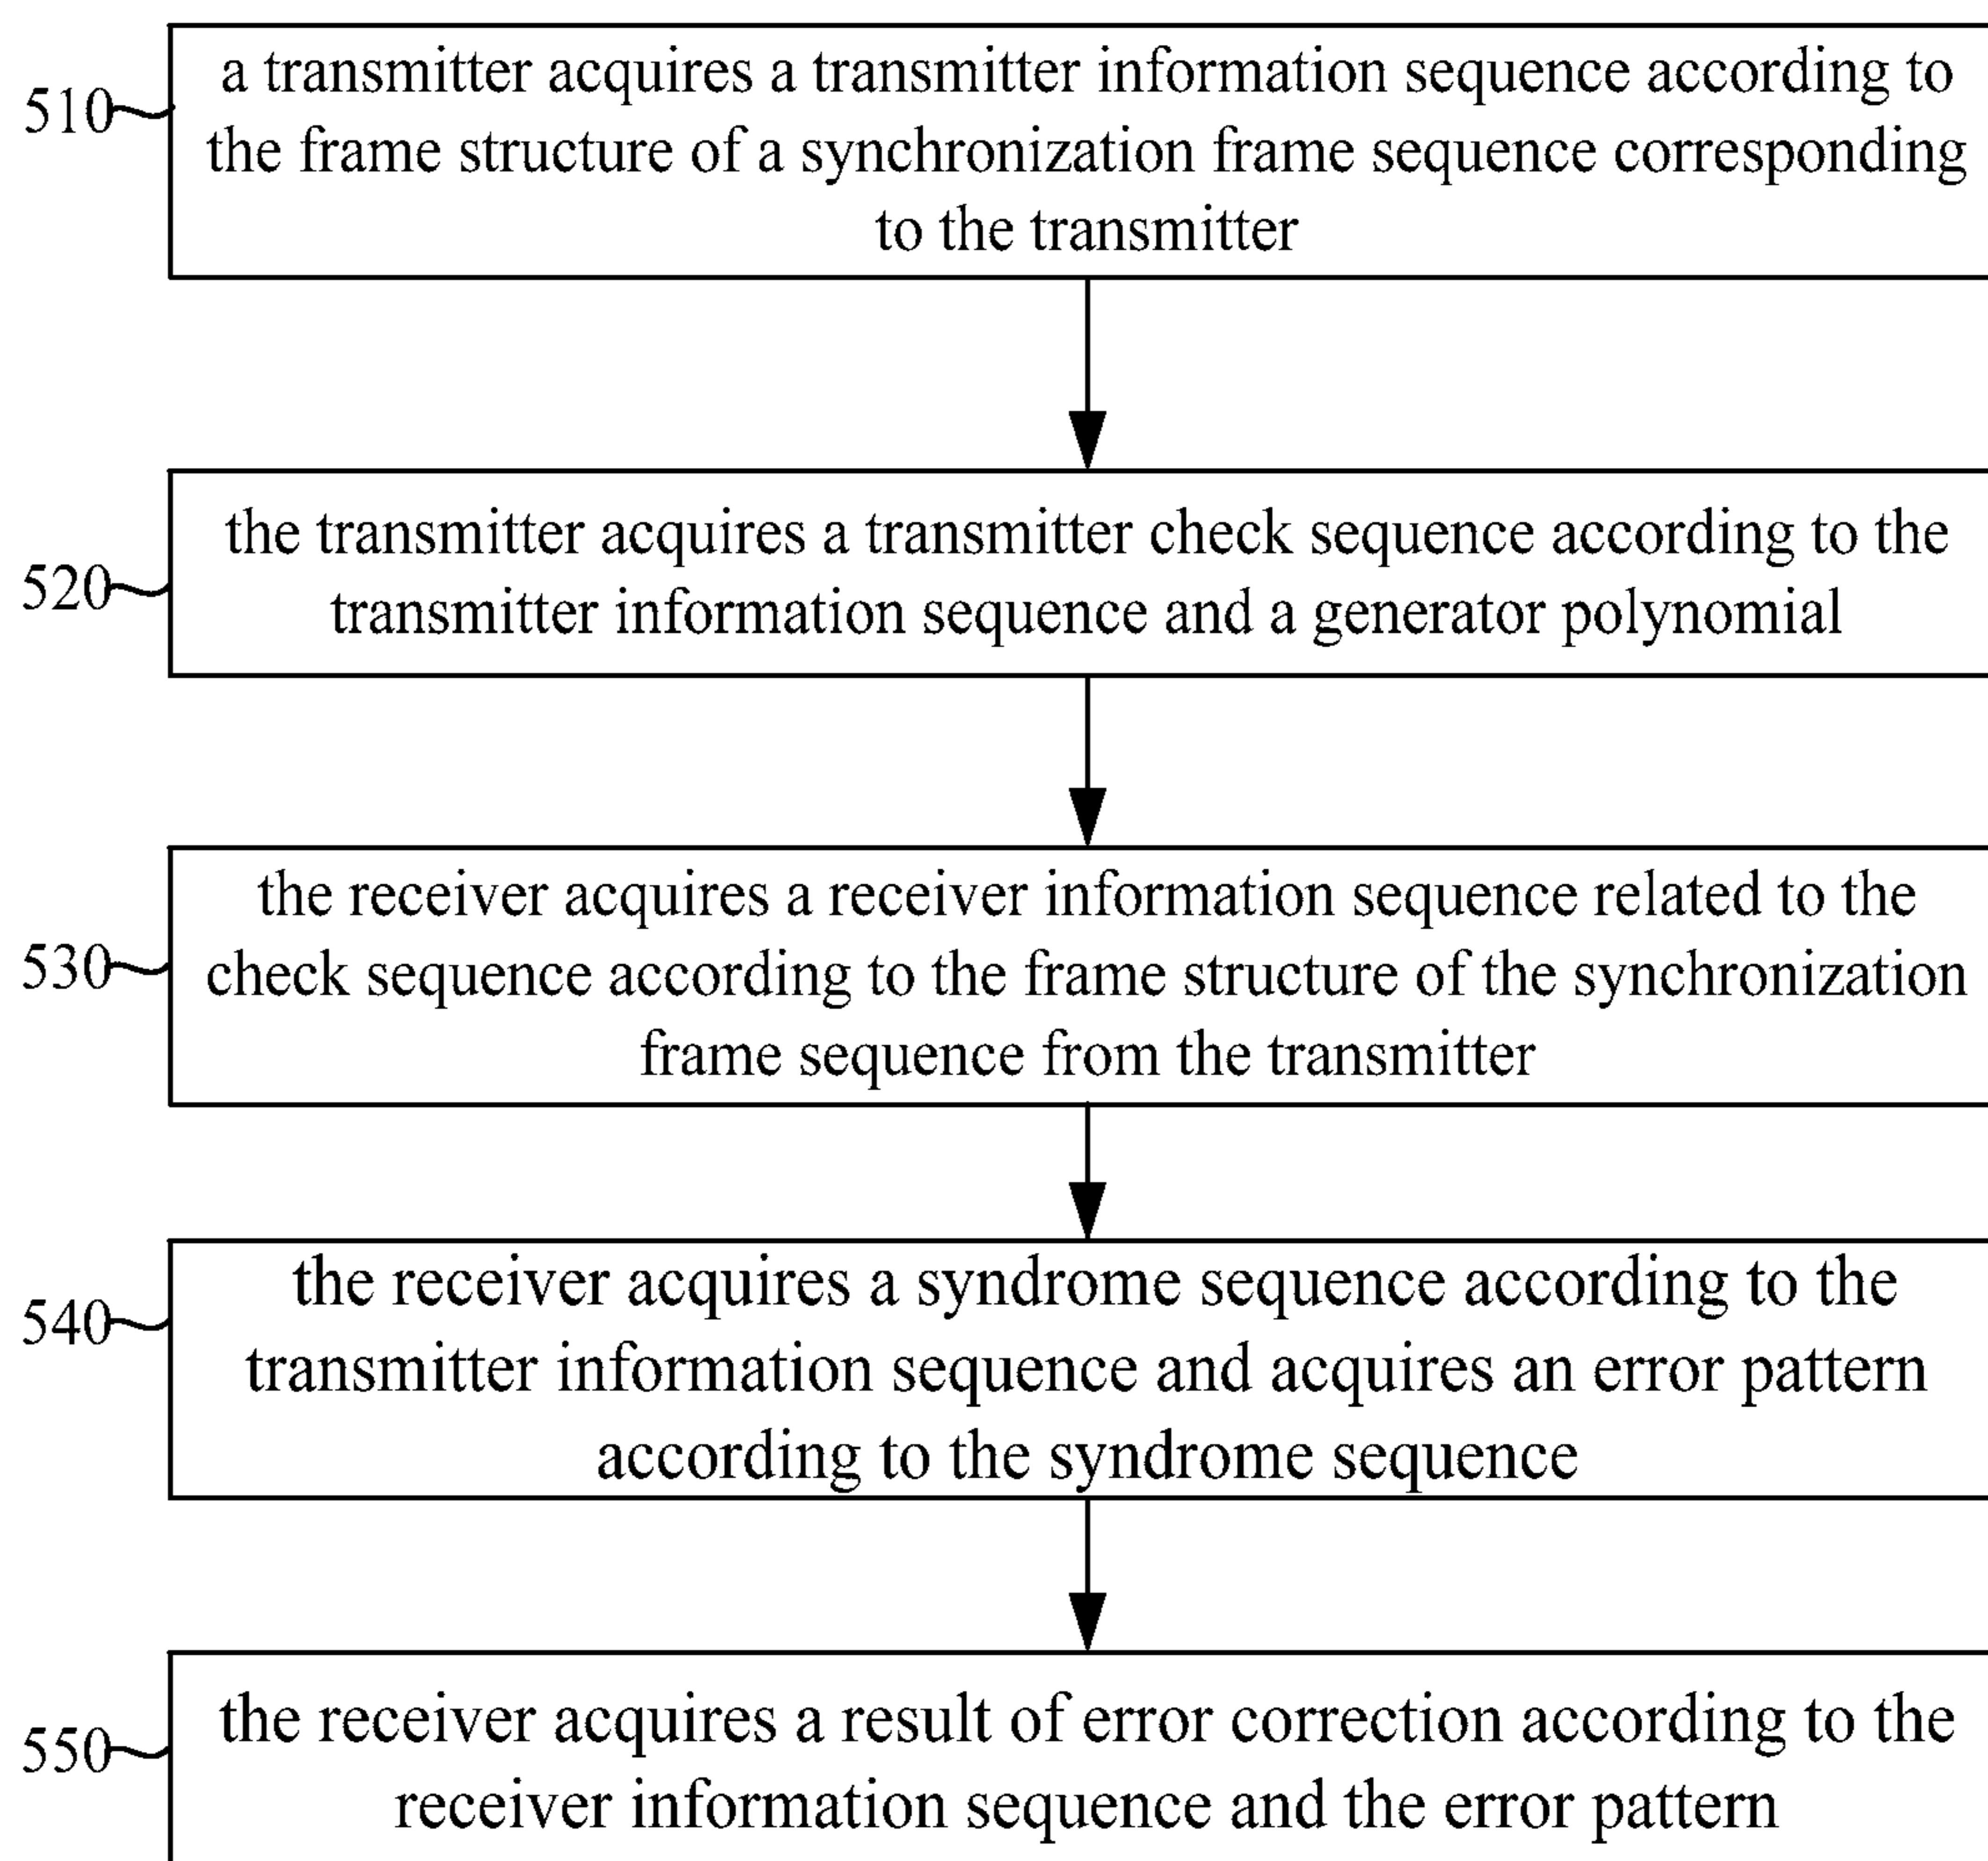 510
a transmitter acquires a transmitter information sequence according to
the frame structure of a synchronization frame sequence corresponding
to the transmitter
520
the transmitter acquires a transmitter check sequence according to the
transmitter information sequence and a generator polynomial
530
the receiver acquires a receiver information sequence related to the
check sequence according to the frame structure of the synchronization
frame sequence from the transmitter
540
the receiver acquires a syndrome sequence according to the
transmitter information sequence and acquires an error pattern
according to the syndrome sequence
550
the receiver acquires a result of error correction according to the
receiver information sequence and the error pattern